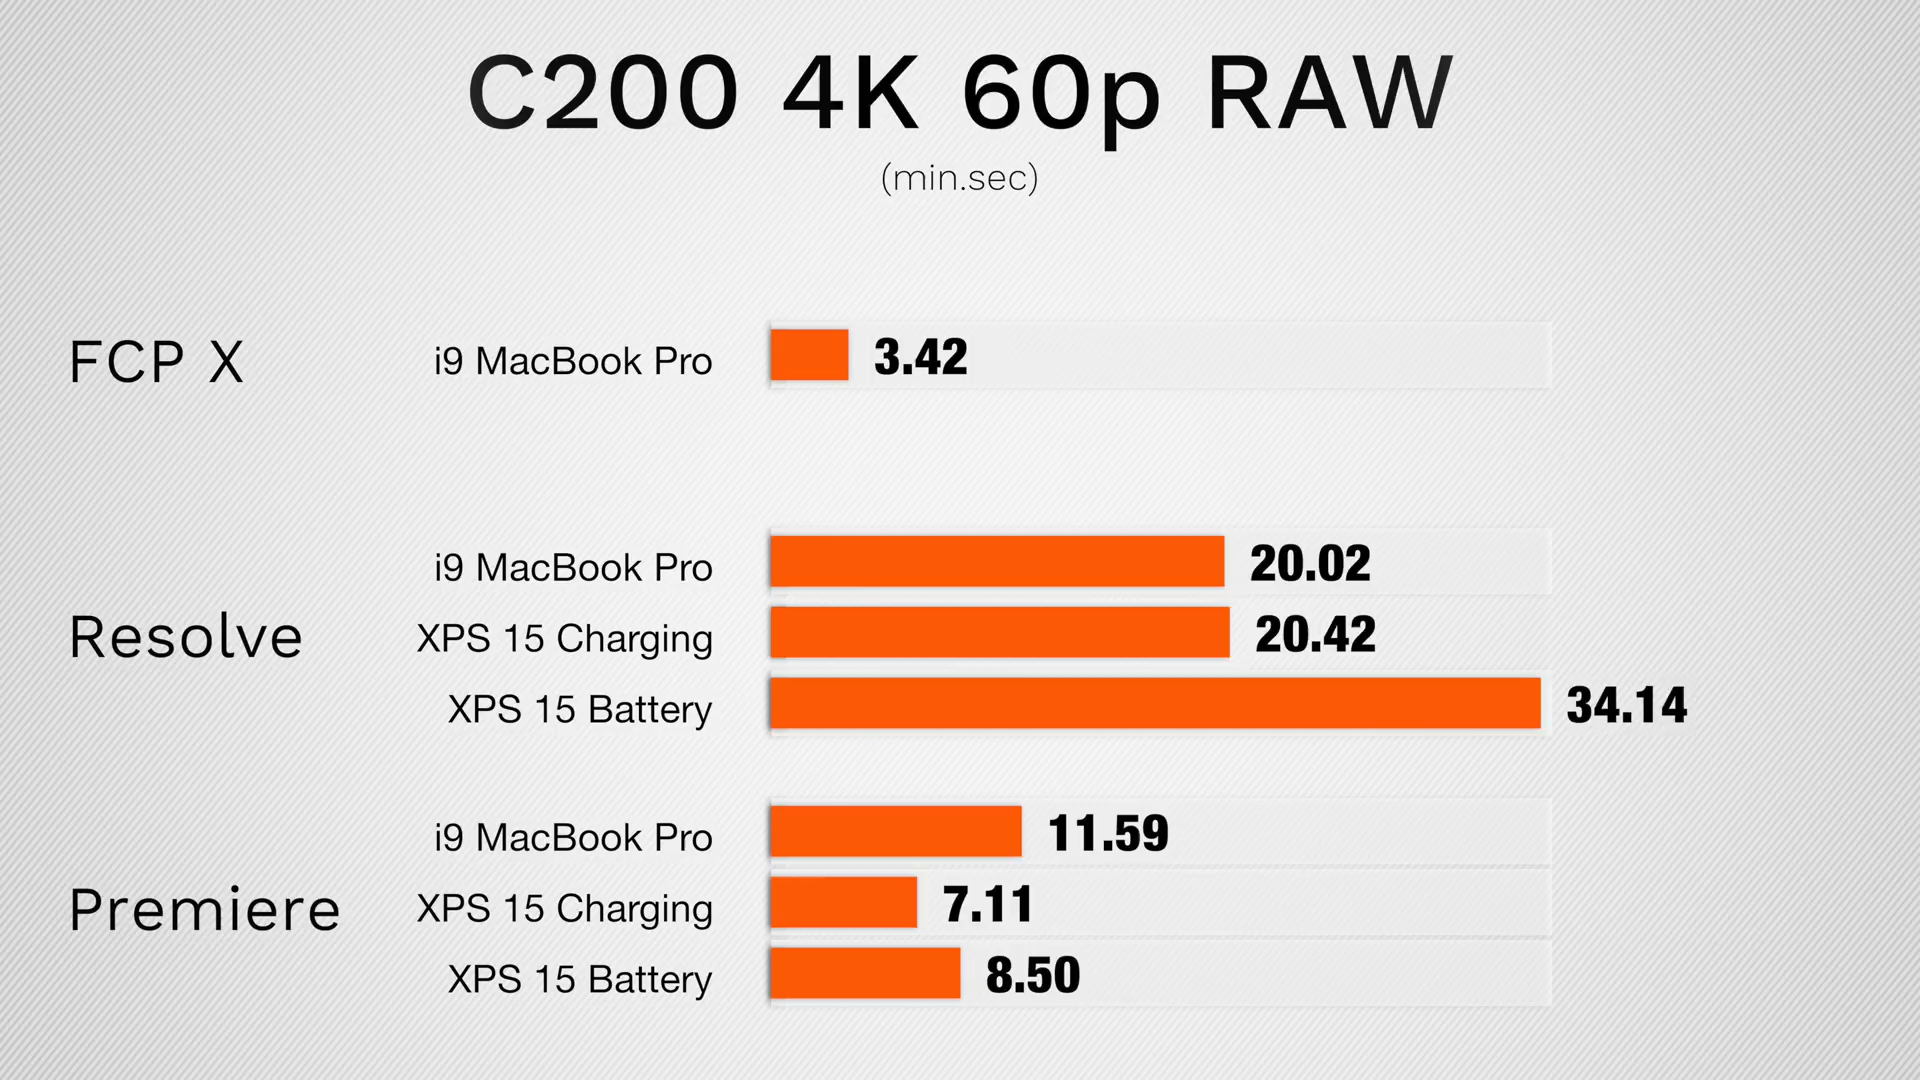 C200 4K 60p RAW
(min.sec)
FCP X
i9 MacBook Pro 3.42
Resolve
i9 MacBook Pro 20.02
XPS 15 Charging 20.42
XPS 15 Battery 34.14
Premiere
i9 MacBook Pro 11.59
XPS 15 Charging 7.11
XPS 15 Battery 8.50